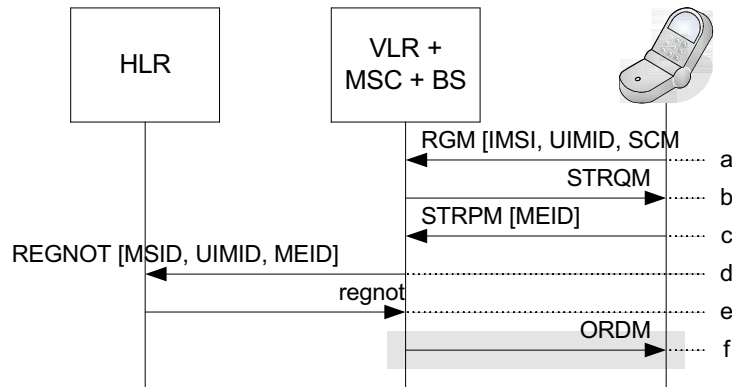 HLR
VLR +
MSC + BS
RGM [IMSI, UIMID, SCM
a
STRQM
b
STRPM [MEID]
c
REGNOT [MSID, UIMID, MEID]
d
regnot
e
ORDM
f